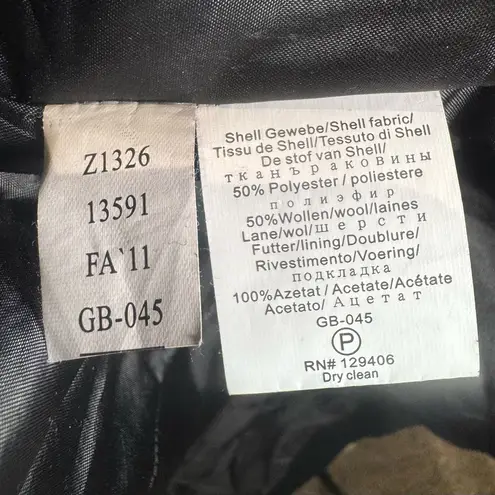 Z1326
13591
FA`11
GB-045
Shell Gewebe/Shell fabric/
Tissu de Shell/Tessuto di Shell
De stof van Shell/
ткань раковины
50% Polyester / poliestere
полиэфир
50%Wollen/wool/laines
Lane/wol/шерсти
Futter/lining/Doublure/
Rivestimento/Voering/
подкладка
100%Azetat / Acetate/Acétate
Acetato/ Ацетат
GB-045
P
RN# 129406
Dry clean